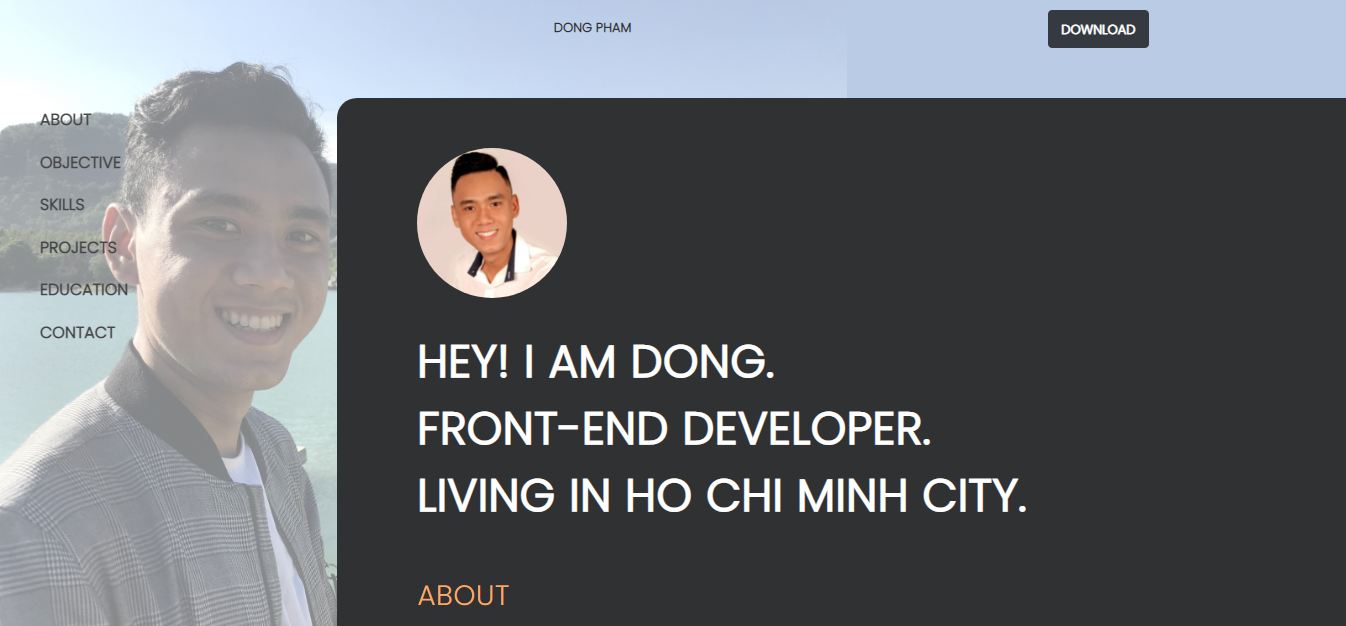 DONG PHAM
DOWNLOAD
ABOUT
OBJECTIVE
SKILLS
PROJECTS
EDUCATION
CONTACT
HEY! I AM DONG.
FRONT-END DEVELOPER.
LIVING IN HO CHI MINH CITY.
ABOUT